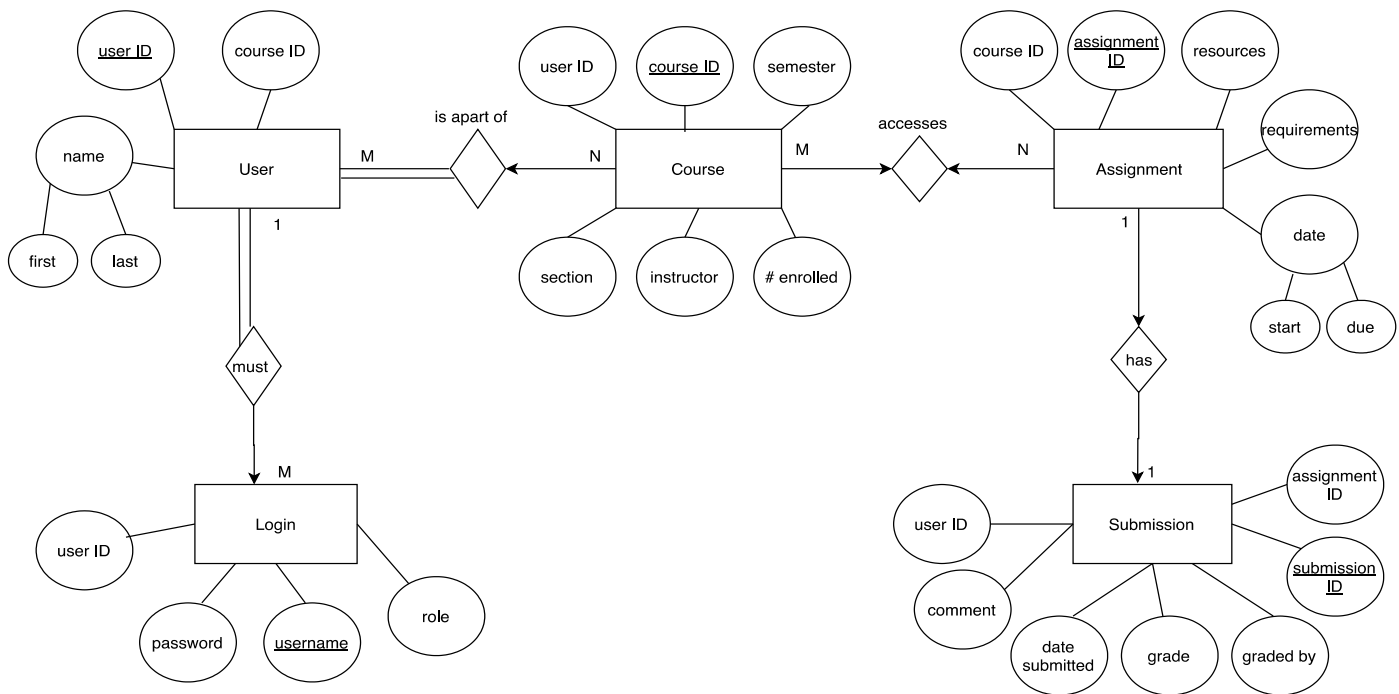 user ID
course ID
user ID
course ID
semester
course ID
assignment
ID
resources
is apart of
accesses
requirements
name
User
M
N
Course
M
N
Assignment
1
1
first
last
section
instructor
# enrolled
date
start
due
must
has
M
1
assignment
ID
user ID
Login
user ID
Submission
submission
ID
comment
role
password
username
date
submitted
grade
graded by